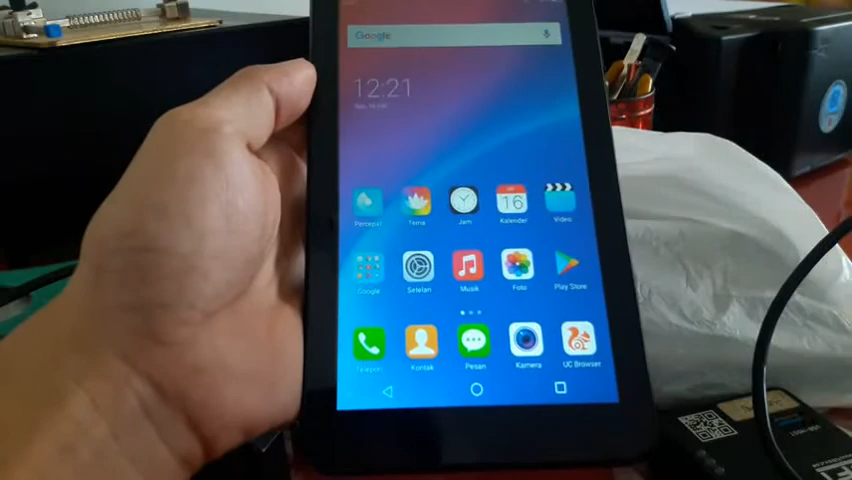 Google
12:21
Tema
Jam
Kalender
Video
16
Google
Setelan
Musik
Foto
Play Store
Telepon
Kontak
Pesan
Kamera
UC Browser